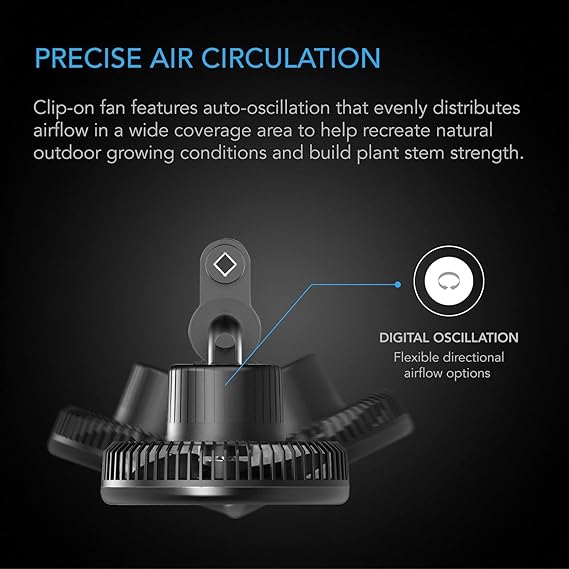 PRECISE AIR CIRCULATION
Clip-on fan features auto-oscillation that evenly distributes
airflow in a wide coverage area to help recreate natural
outdoor growing conditions and build plant stem strength.
DIGITAL OSCILLATION
Flexible directional
airflow options